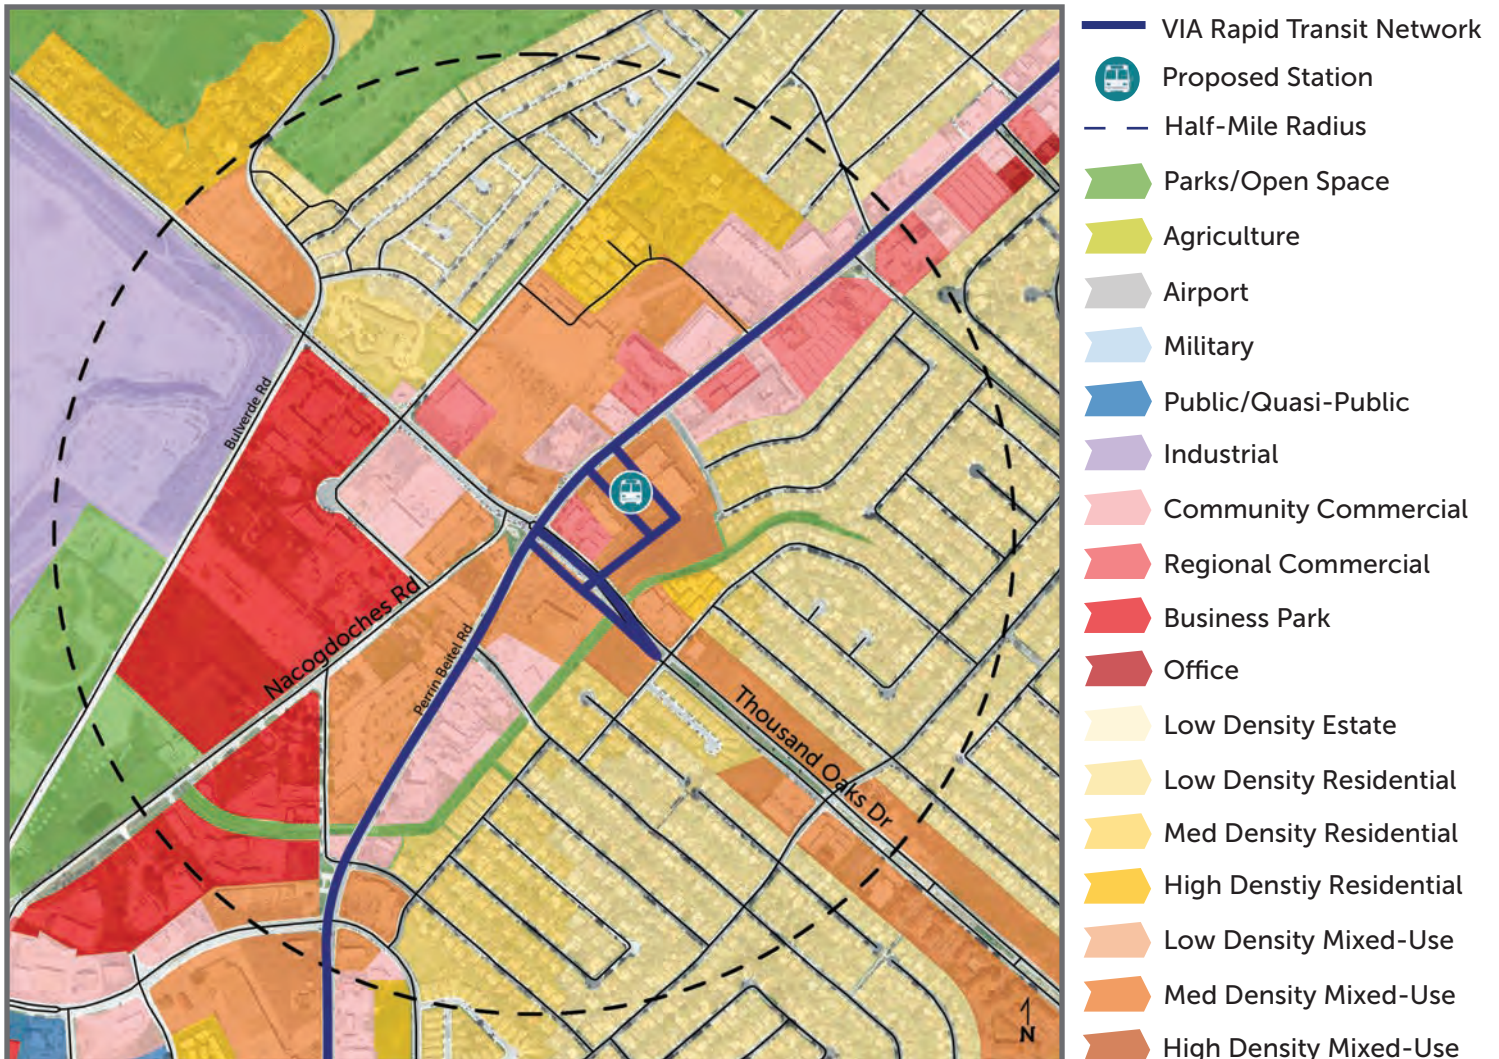 VIA Rapid Transit Network
Proposed Station
Half-Mile Radius
Parks/Open Space
Agriculture
Airport
Military
Public/Quasi-Public
Industrial
Community Commercial
Regional Commercial
Business Park
Office
Low Density Estate
Low Density Residential
Med Density Residential
High Denstiy Residential
Low Density Mixed-Use
Med Density Mixed-Use
High Density Mixed-Use
Bulverde Rd
Nacogdoches Rd
Perrin Beitel Rd
Thousand Oaks Dr
N